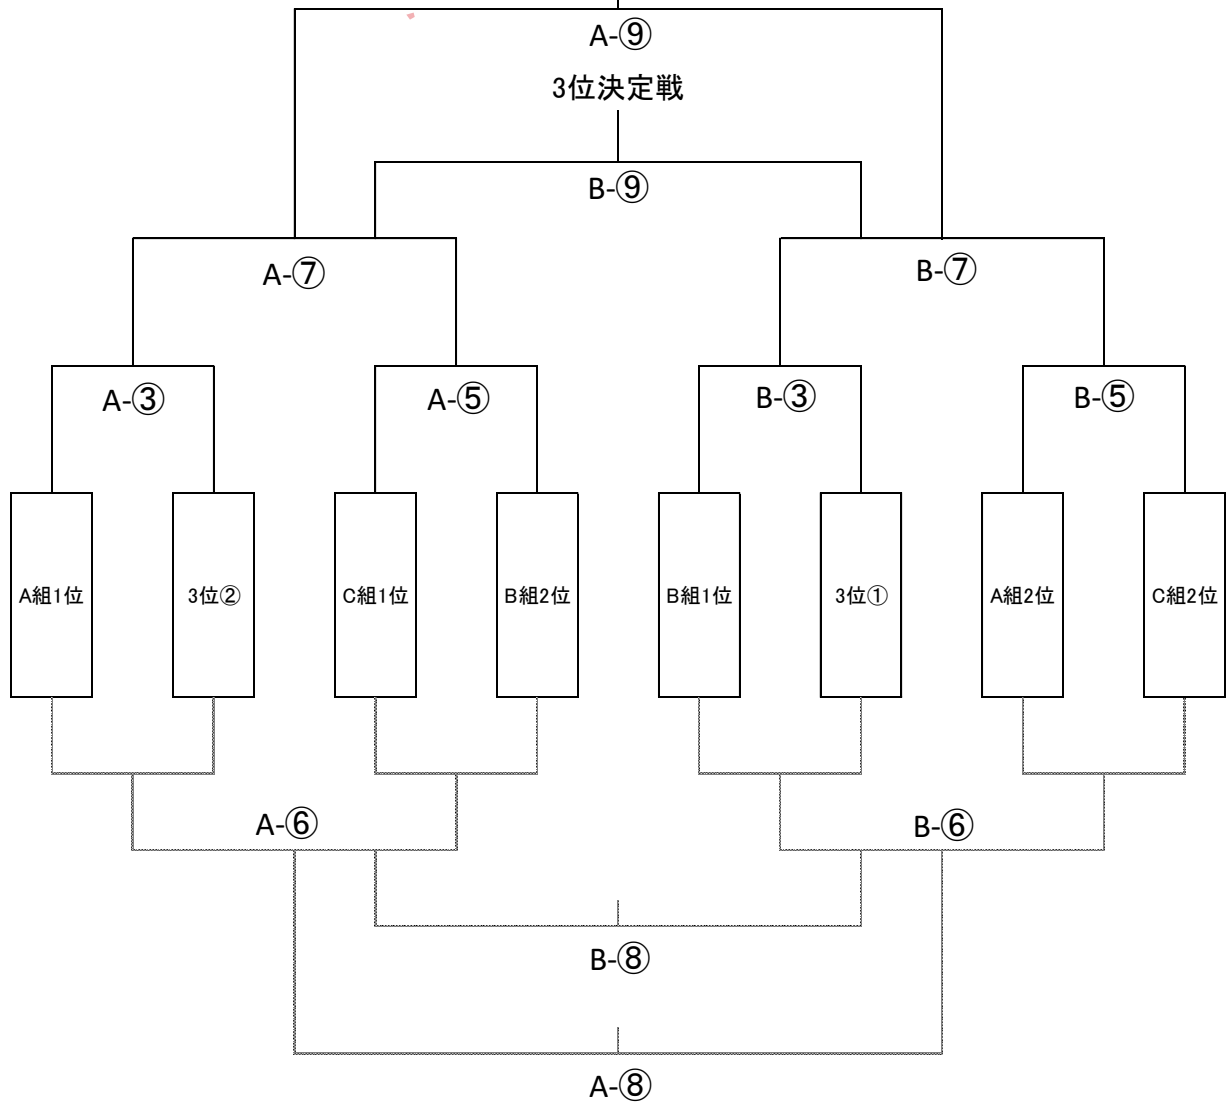 A-⑨
3位決定戦
B-⑨
A-⑦
B-⑦
A-③
A-⑤
B-③
B-⑤
A組1位
3位②
C組1位
B組2位
B組1位
3位①
A組2位
C組2位
A-⑥
B-⑥
B-⑧
A-⑧